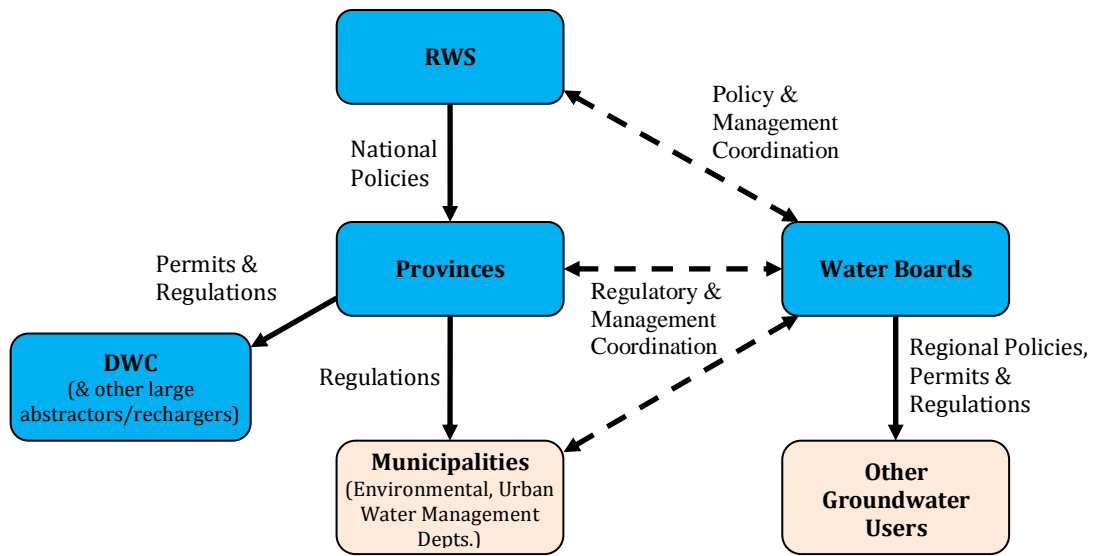 RWS
Policy &
Management
Coordination
National
Policies
Provinces
Water Boards
Permits &
Regulations
Regulatory &
Management
Coordination
DWC
(& other large
abstractors/rechargers)
Regulations
Regional Policies,
Permits &
Regulations
Municipalities
(Environmental, Urban
Water Management
Depts.)
Other
Groundwater
Users